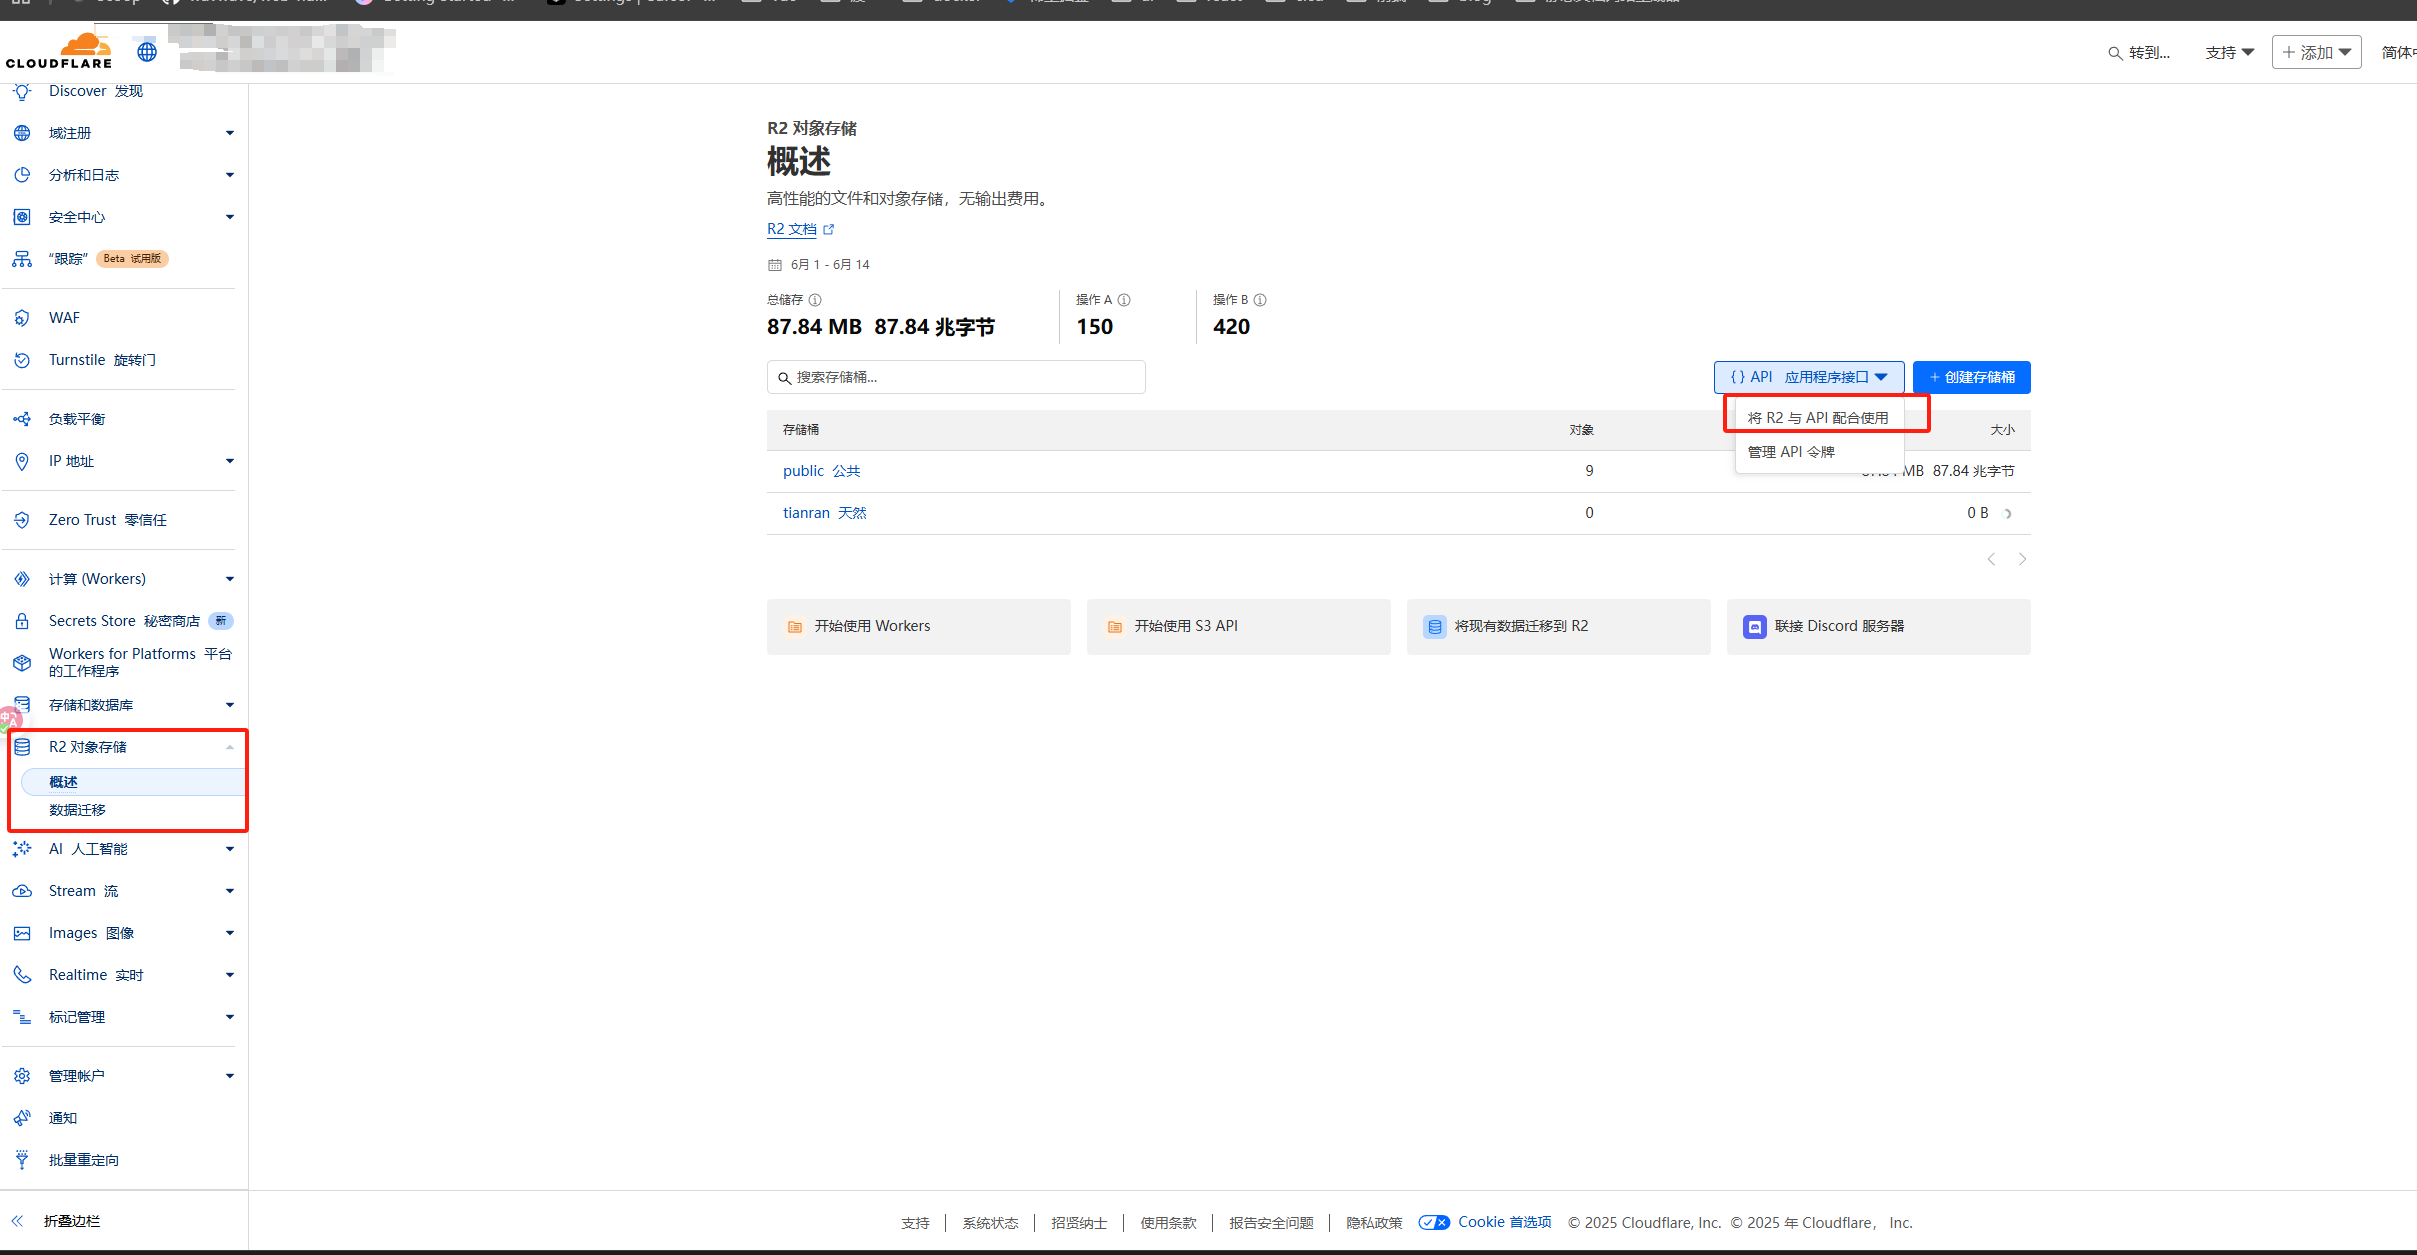 CLOUDFLARE
转到...
支持
+ 添加
简体中
Discover 发现
域注册
分析和日志
安全中心
“跟踪” Beta 试用版
WAF
Turnstile 旋转门
负载平衡
IP 地址
Zero Trust 零信任
计算 (Workers)
Secrets Store 秘密商店 新
Workers for Platforms 平台
的工作程序
存储和数据库
R2 对象存储
概述
数据迁移
AI 人工智能
Stream 流
Images 图像
Realtime 实时
标记管理
管理帐户
通知
批量重定向
折叠边栏
R2 对象存储
概述
高性能的文件和对象存储，无输出费用。
R2 文档
6月 1 - 6月 14
总储存 操作 A 操作 B
87.84 MB 87.84 兆字节 150 420
搜索存储桶...
{} API 应用程序接口
+ 创建存储桶
将 R2 与 API 配合使用
管理 API 令牌
存储桶 对象 大小
public 公共 9 MB 87.84 兆字节
tianran 天然 0 0 B
开始使用 Workers
开始使用 S3 API
将现有数据迁移到 R2
联接 Discord 服务器
支持 系统状态 招贤纳士 使用条款 报告安全问题 隐私政策 Cookie 首选项 © 2025 Cloudflare, Inc. © 2025 年 Cloudflare， Inc.